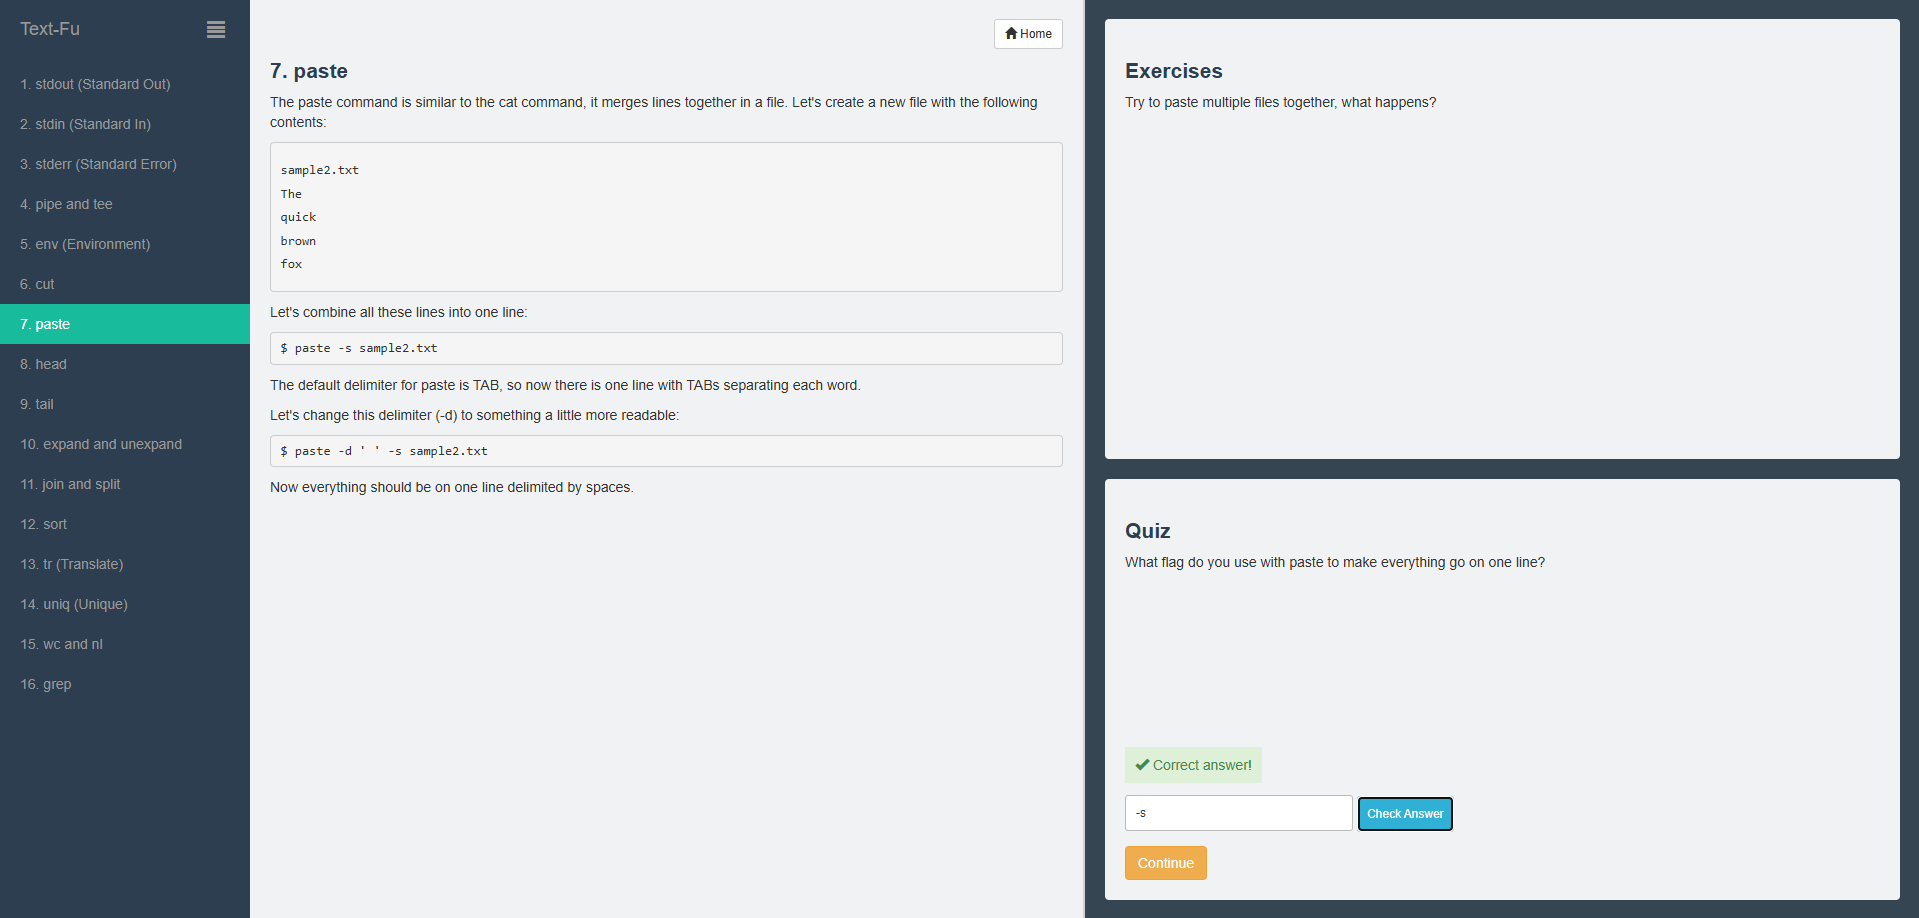 Text-Fu
1. stdout (Standard Out)
2. stdin (Standard In)
3. stderr (Standard Error)
4. pipe and tee
5. env (Environment)
6. cut
7. paste
8. head
9. tail
10. expand and unexpand
11. join and split
12. sort
13. tr (Translate)
14. uniq (Unique)
15. wc and nl
16. grep
Home
7. paste
The paste command is similar to the cat command, it merges lines together in a file. Let's create a new file with the following
contents:
sample2.txt
The
quick
brown
fox
Let's combine all these lines into one line:
$ paste -s sample2.txt
The default delimiter for paste is TAB, so now there is one line with TABs separating each word.
Let's change this delimiter (-d) to something a little more readable:
$ paste -d ' ' -s sample2.txt
Now everything should be on one line delimited by spaces.
Exercises
Try to paste multiple files together, what happens?
Quiz
What flag do you use with paste to make everything go on one line?
Correct answer!
-s
Check Answer
Continue